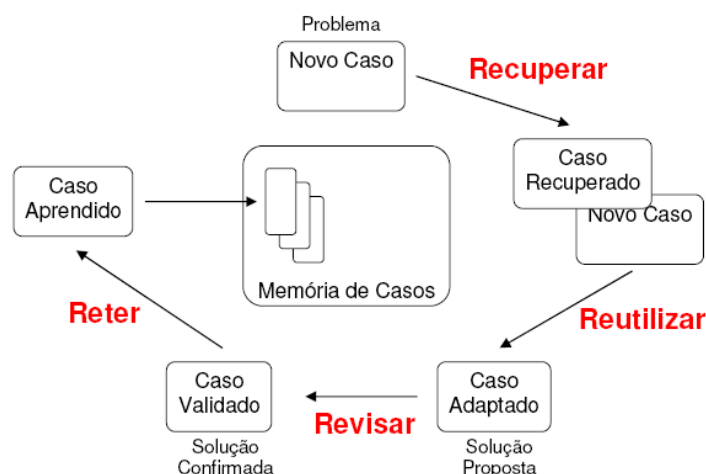 Problema
Novo Caso
Recuperar
Caso
Recuperado
Novo Caso
Caso
Aprendido
Memória de Casos
Reter
Reutilizar
Caso
Validado
Revisar
Caso
Adaptado
Solução
Confirmada
Solução
Proposta